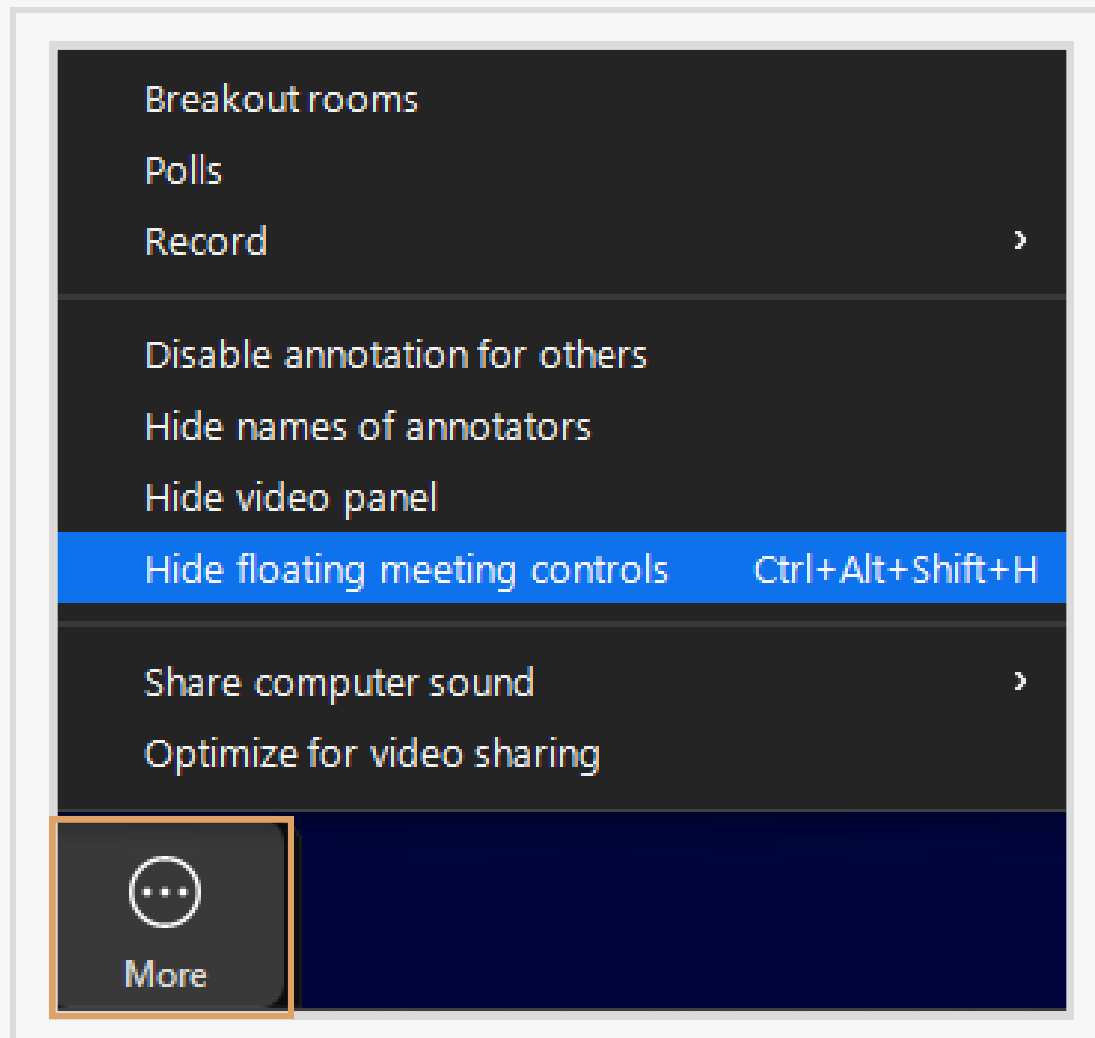 Breakout rooms
Polls
Record
Disable annotation for others
Hide names of annotators
Hide video panel
Hide floating meeting controls Ctrl+Alt+Shift+H
Share computer sound
Optimize for video sharing
More